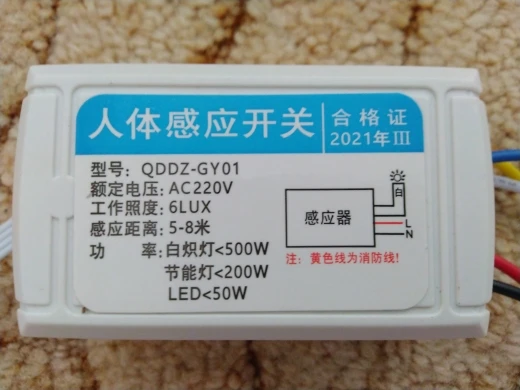 人体感应开关
合格证
2021年III
型号: QDDZ-GY01
额定电压: AC220V
工作照度: 6LUX
感应距离: 5-8米
功 率: 白炽灯<500W
节能灯<200W
LED<50W
感应器
白
L
N
注: 黄色线为消防线!